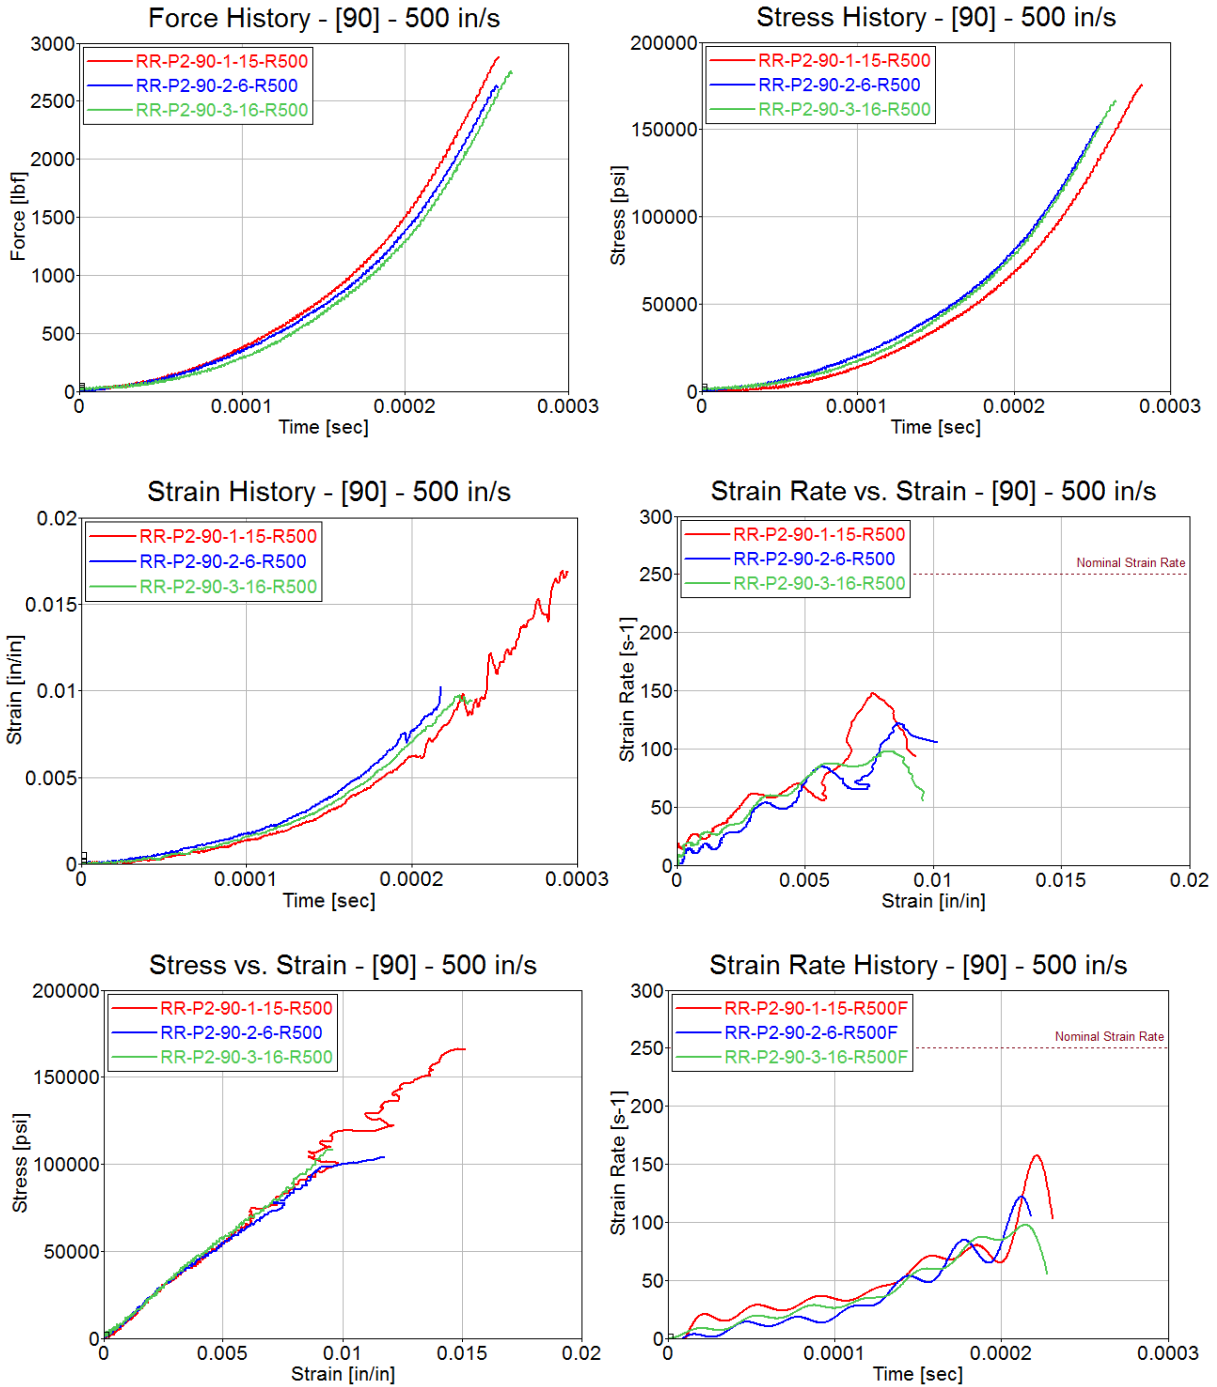 Force History - [90] - 500 in/s
3000
2500
2000
1500
1000
500
0
Force [lbf]
RR-P2-90-1-15-R500
RR-P2-90-2-6-R500
RR-P2-90-3-16-R500
0
0.0001
0.0002
0.0003
Time [sec]
Stress History - [90] - 500 in/s
200000
150000
100000
50000
0
Stress [psi]
RR-P2-90-1-15-R500
RR-P2-90-2-6-R500
RR-P2-90-3-16-R500
0
0.0001
0.0002
0.0003
Time [sec]
Strain History - [90] - 500 in/s
0.02
0.015
0.01
0.005
0
Strain [in/in]
RR-P2-90-1-15-R500
RR-P2-90-2-6-R500
RR-P2-90-3-16-R500
0
0.0001
0.0002
0.0003
Time [sec]
Strain Rate vs. Strain - [90] - 500 in/s
300
250
200
150
100
50
0
Strain Rate [s-1]
RR-P2-90-1-15-R500
RR-P2-90-2-6-R500
RR-P2-90-3-16-R500
Nominal Strain Rate
0
0.005
0.01
0.015
0.02
Strain [in/in]
Stress vs. Strain - [90] - 500 in/s
200000
150000
100000
50000
0
Stress [psi]
RR-P2-90-1-15-R500
RR-P2-90-2-6-R500
RR-P2-90-3-16-R500
0
0.005
0.01
0.015
0.02
Strain [in/in]
Strain Rate History - [90] - 500 in/s
300
250
200
150
100
50
0
Strain Rate [s-1]
RR-P2-90-1-15-R500F
RR-P2-90-2-6-R500F
RR-P2-90-3-16-R500F
Nominal Strain Rate
0
0.0001
0.0002
0.0003
Time [sec]